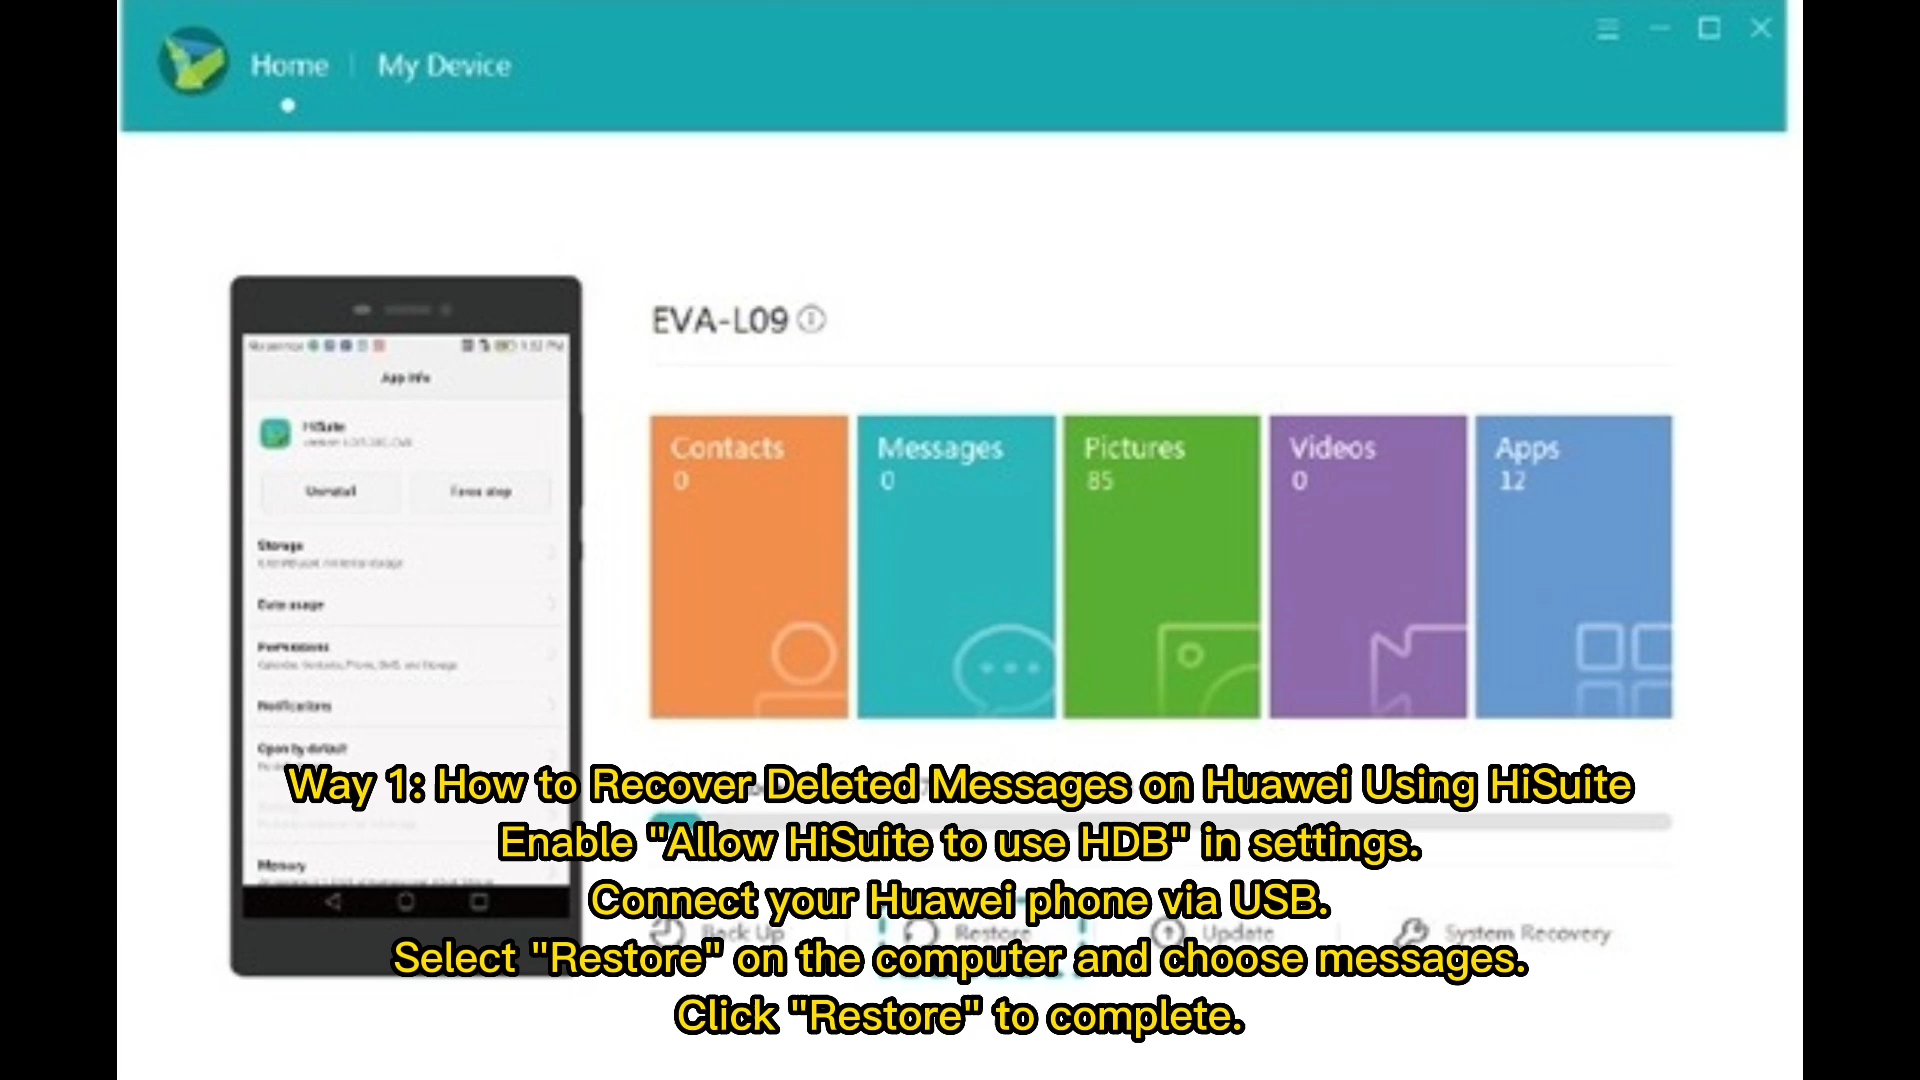 Home | My Device
EVA-L09
Contacts
0
Messages
0
Pictures
85
Videos
0
Apps
12
App info
HiSuite
Uninstall
Force stop
Storage
Data usage
Permissions
Notifications
Open by default
Memory
Back Up
Restore
Update
System Recovery
Way 1: How to Recover Deleted Messages on Huawei Using HiSuite
Enable "Allow HiSuite to use HDB" in settings.
Connect your Huawei phone via USB.
Select "Restore" on the computer and choose messages.
Click "Restore" to complete.